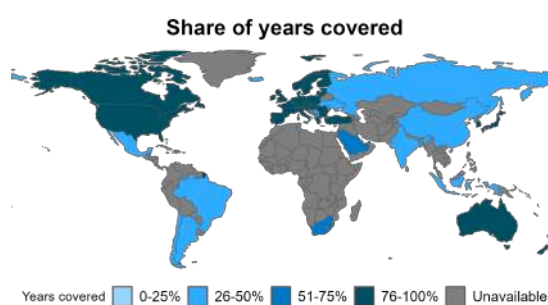 Share of years covered
Years covered 0-25% 26-50% 51-75% 76-100% Unavailable